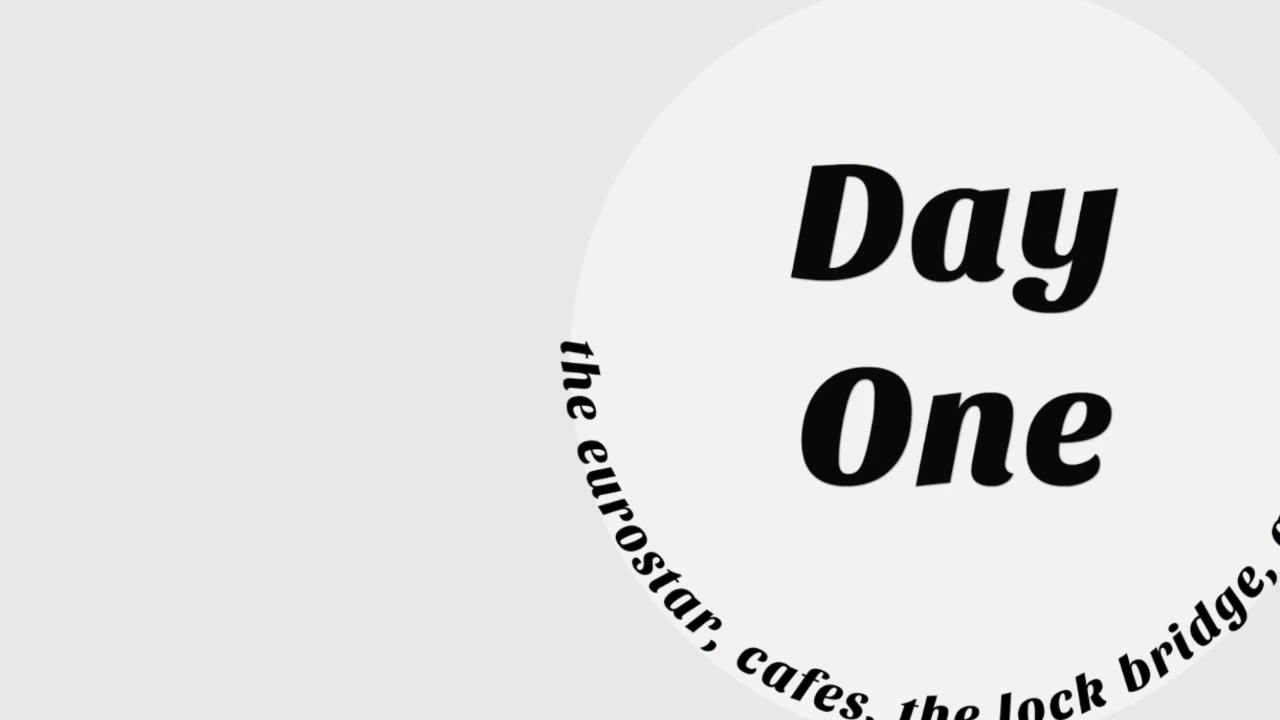 Day
One
the eurostar, cafes, the lock bridge,